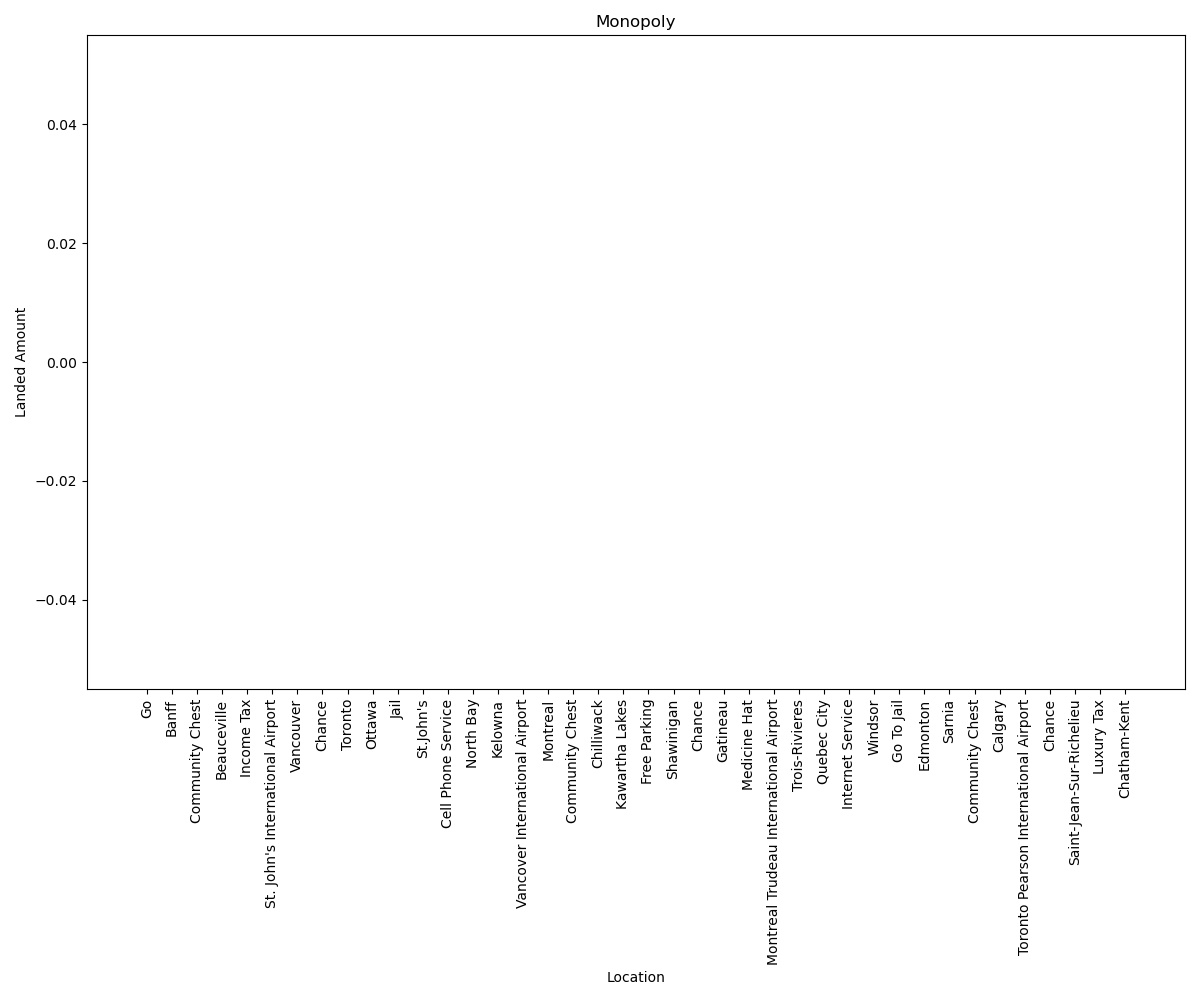 Monopoly
0.04
0.02
0.00
−0.02
−0.04
Landed Amount
Go
Banff
Community Chest
Beauceville
Income Tax
St. John's International Airport
Vancouver
Chance
Toronto
Ottawa
Jail
St.John's
Cell Phone Service
North Bay
Kelowna
Vancover International Airport
Montreal
Community Chest
Chilliwack
Kawartha Lakes
Free Parking
Shawinigan
Chance
Gatineau
Medicine Hat
Montreal Trudeau International Airport
Trois-Rivieres
Quebec City
Internet Service
Windsor
Go To Jail
Edmonton
Sarnia
Community Chest
Calgary
Toronto Pearson International Airport
Chance
Saint-Jean-Sur-Richelieu
Luxury Tax
Chatham-Kent
Location